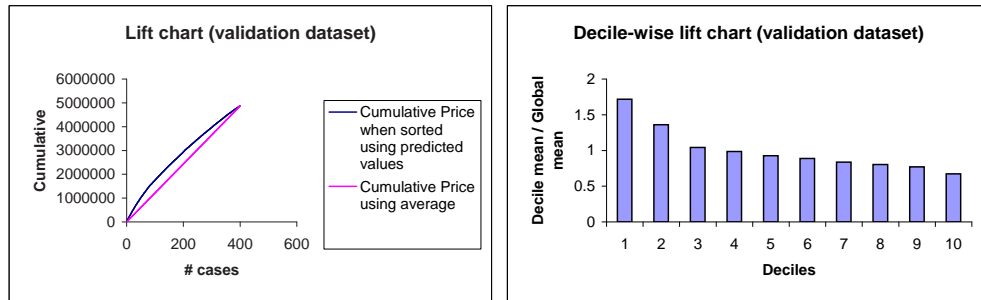 Lift chart (validation dataset)
6000000
5000000
4000000
3000000
2000000
1000000
0
Cumulative
0 200 400 600
# cases
Cumulative Price
when sorted
using predicted
values
Cumulative Price
using average
Decile-wise lift chart (validation dataset)
2
1.5
1
0.5
0
Decile mean / Global
mean
1 2 3 4 5 6 7 8 9 10
Deciles